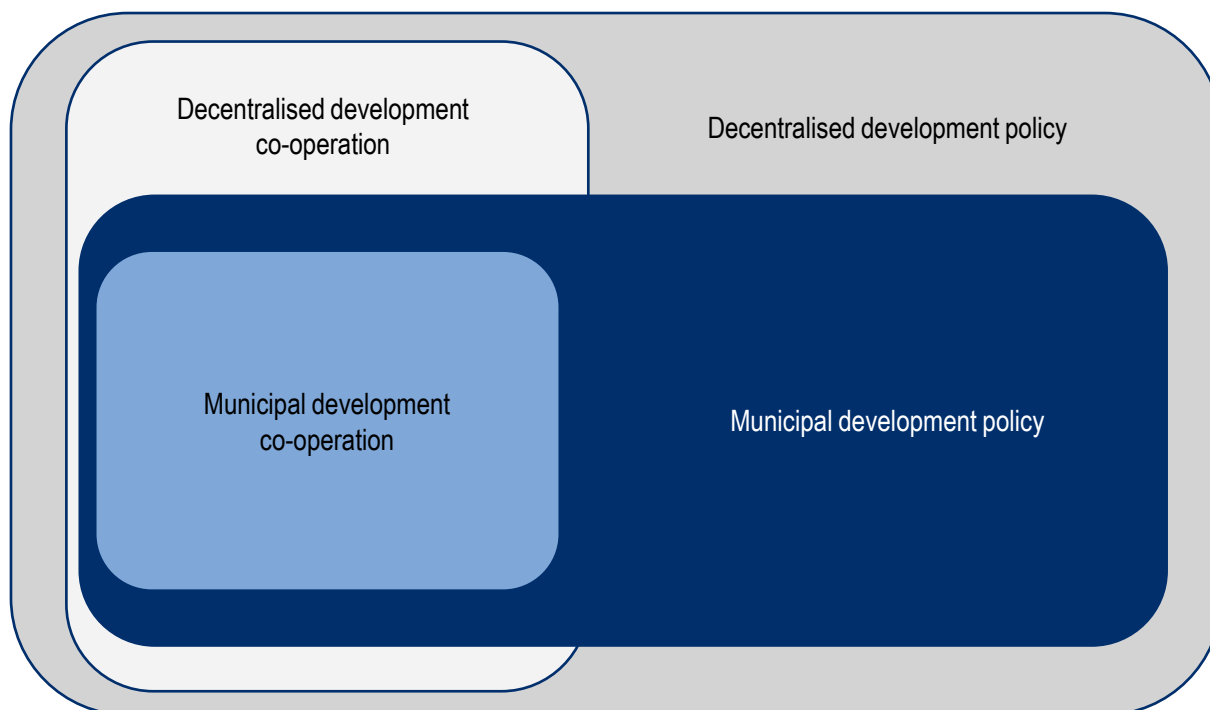 Decentralised development
co-operation
Decentralised development policy
Municipal development
co-operation
Municipal development policy